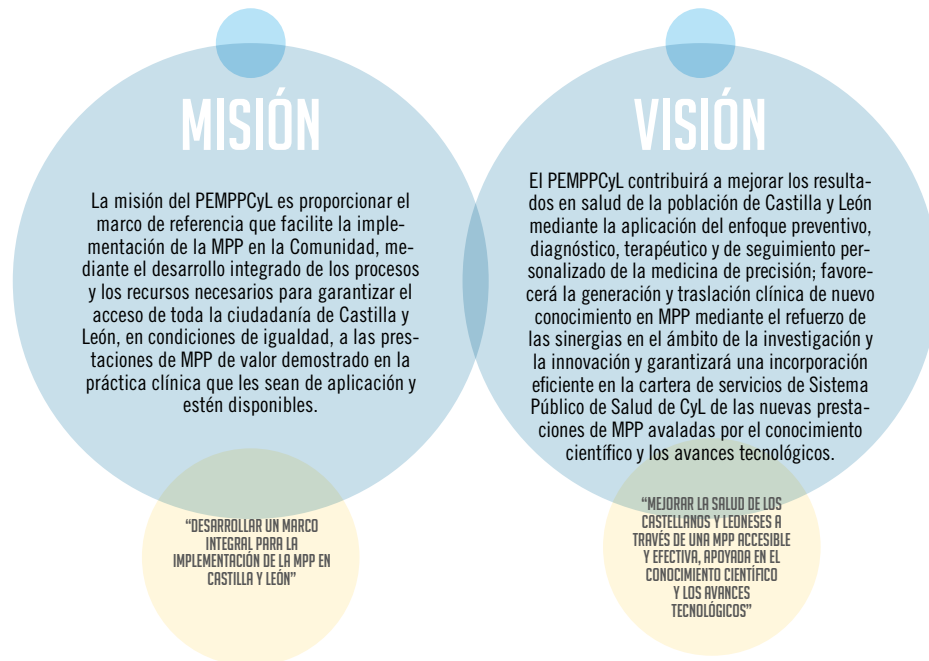 MISIÓN
La misión del PEMPPCyL es proporcionar el
marco de referencia que facilite la imple-
mentación de la MPP en la Comunidad, me-
diante el desarrollo integrado de los procesos
y los recursos necesarios para garantizar el
acceso de toda la ciudadanía de Castilla y
León, en condiciones de igualdad, a las pres-
taciones de MPP de valor demostrado en la
práctica clínica que les sean de aplicación y
estén disponibles.
“DESARROLLAR UN MARCO
INTEGRAL PARA LA
IMPLEMENTACIÓN DE LA MPP EN
CASTILLA Y LEÓN”
VISIÓN
El PEMPPCyL contribuirá a mejorar los resulta-
dos en salud de la población de Castilla y León
mediante la aplicación del enfoque preventivo,
diagnóstico, terapéutico y de seguimiento per-
sonalizado de la medicina de precisión; favore-
cerá la generación y traslación clínica de nuevo
conocimiento en MPP mediante el refuerzo de
las sinergias en el ámbito de la investigación y
la innovación y garantizará una incorporación
eficiente en la cartera de servicios de Sistema
Público de Salud de CyL de las nuevas presta-
ciones de MPP avaladas por el conocimiento
científico y los avances tecnológicos.
“MEJORAR LA SALUD DE LOS
CASTELLANOS Y LEONESES A
TRAVÉS DE UNA MPP ACCESIBLE
Y EFECTIVA, APOYADA EN EL
CONOCIMIENTO CIENTÍFICO
Y LOS AVANCES
TECNOLÓGICOS”